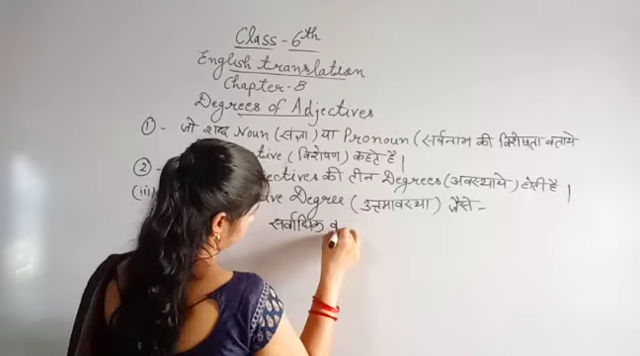 Class - 6th
English translation
Chapter - 8
Degrees of Adjectives
① - जो शब्द Noun (संज्ञा) या Pronoun (सर्वनाम की विशेषता बताये
tive (विशेषण) कहते हैं |
② - jectives की तीन Degrees (अवस्थाये) होती हैं |
(iii) ive Degree (उत्तमावस्था) जैसे -
सर्वाधिक